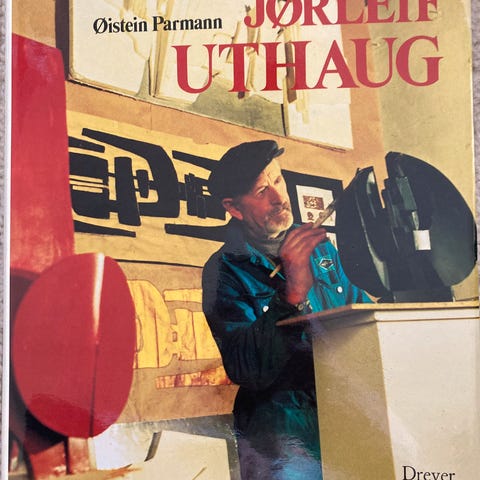 Øistein Parmann
JØRLEIF
UTHAUG
Dreyer